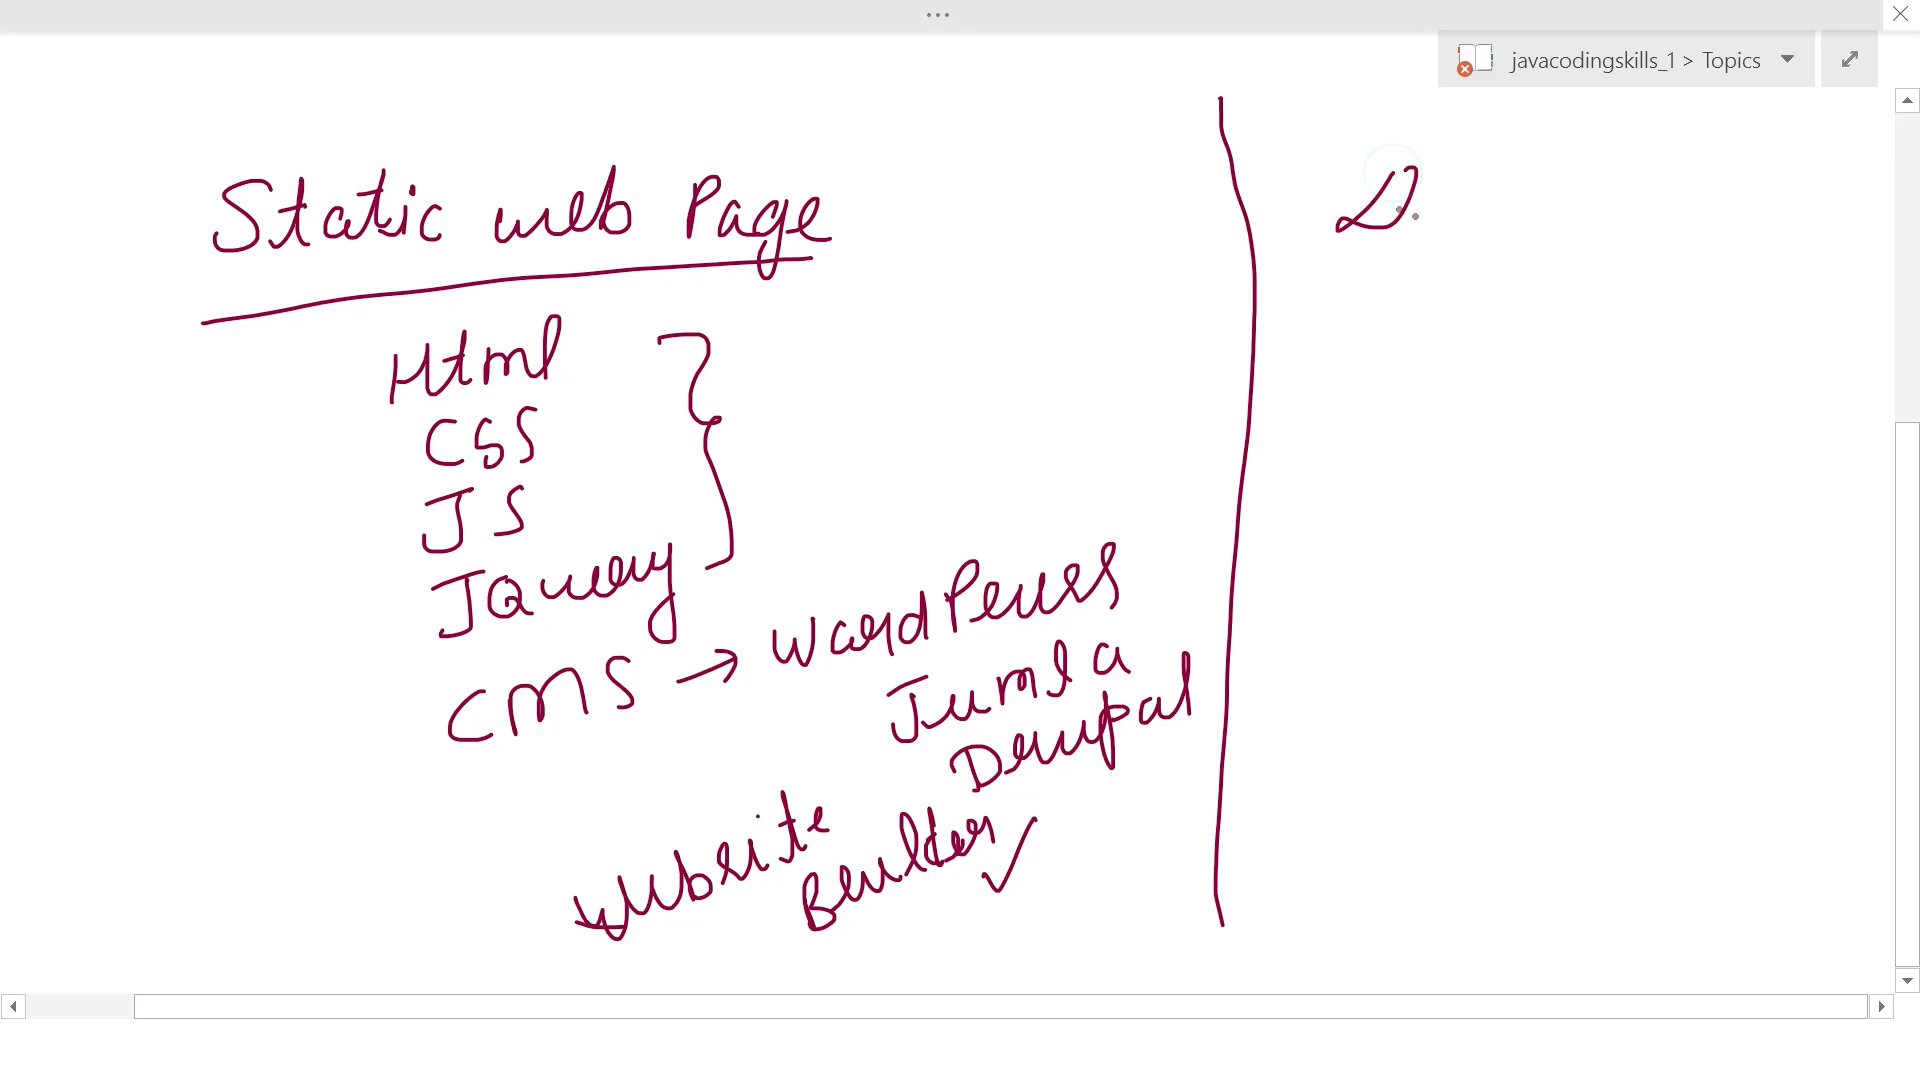 javacodingskills_1 > Topics
Static web Page
Html
CSS
JS
JQuery
CMS → WordPress
Jumla
Drupal
Website
Builder ✓
D